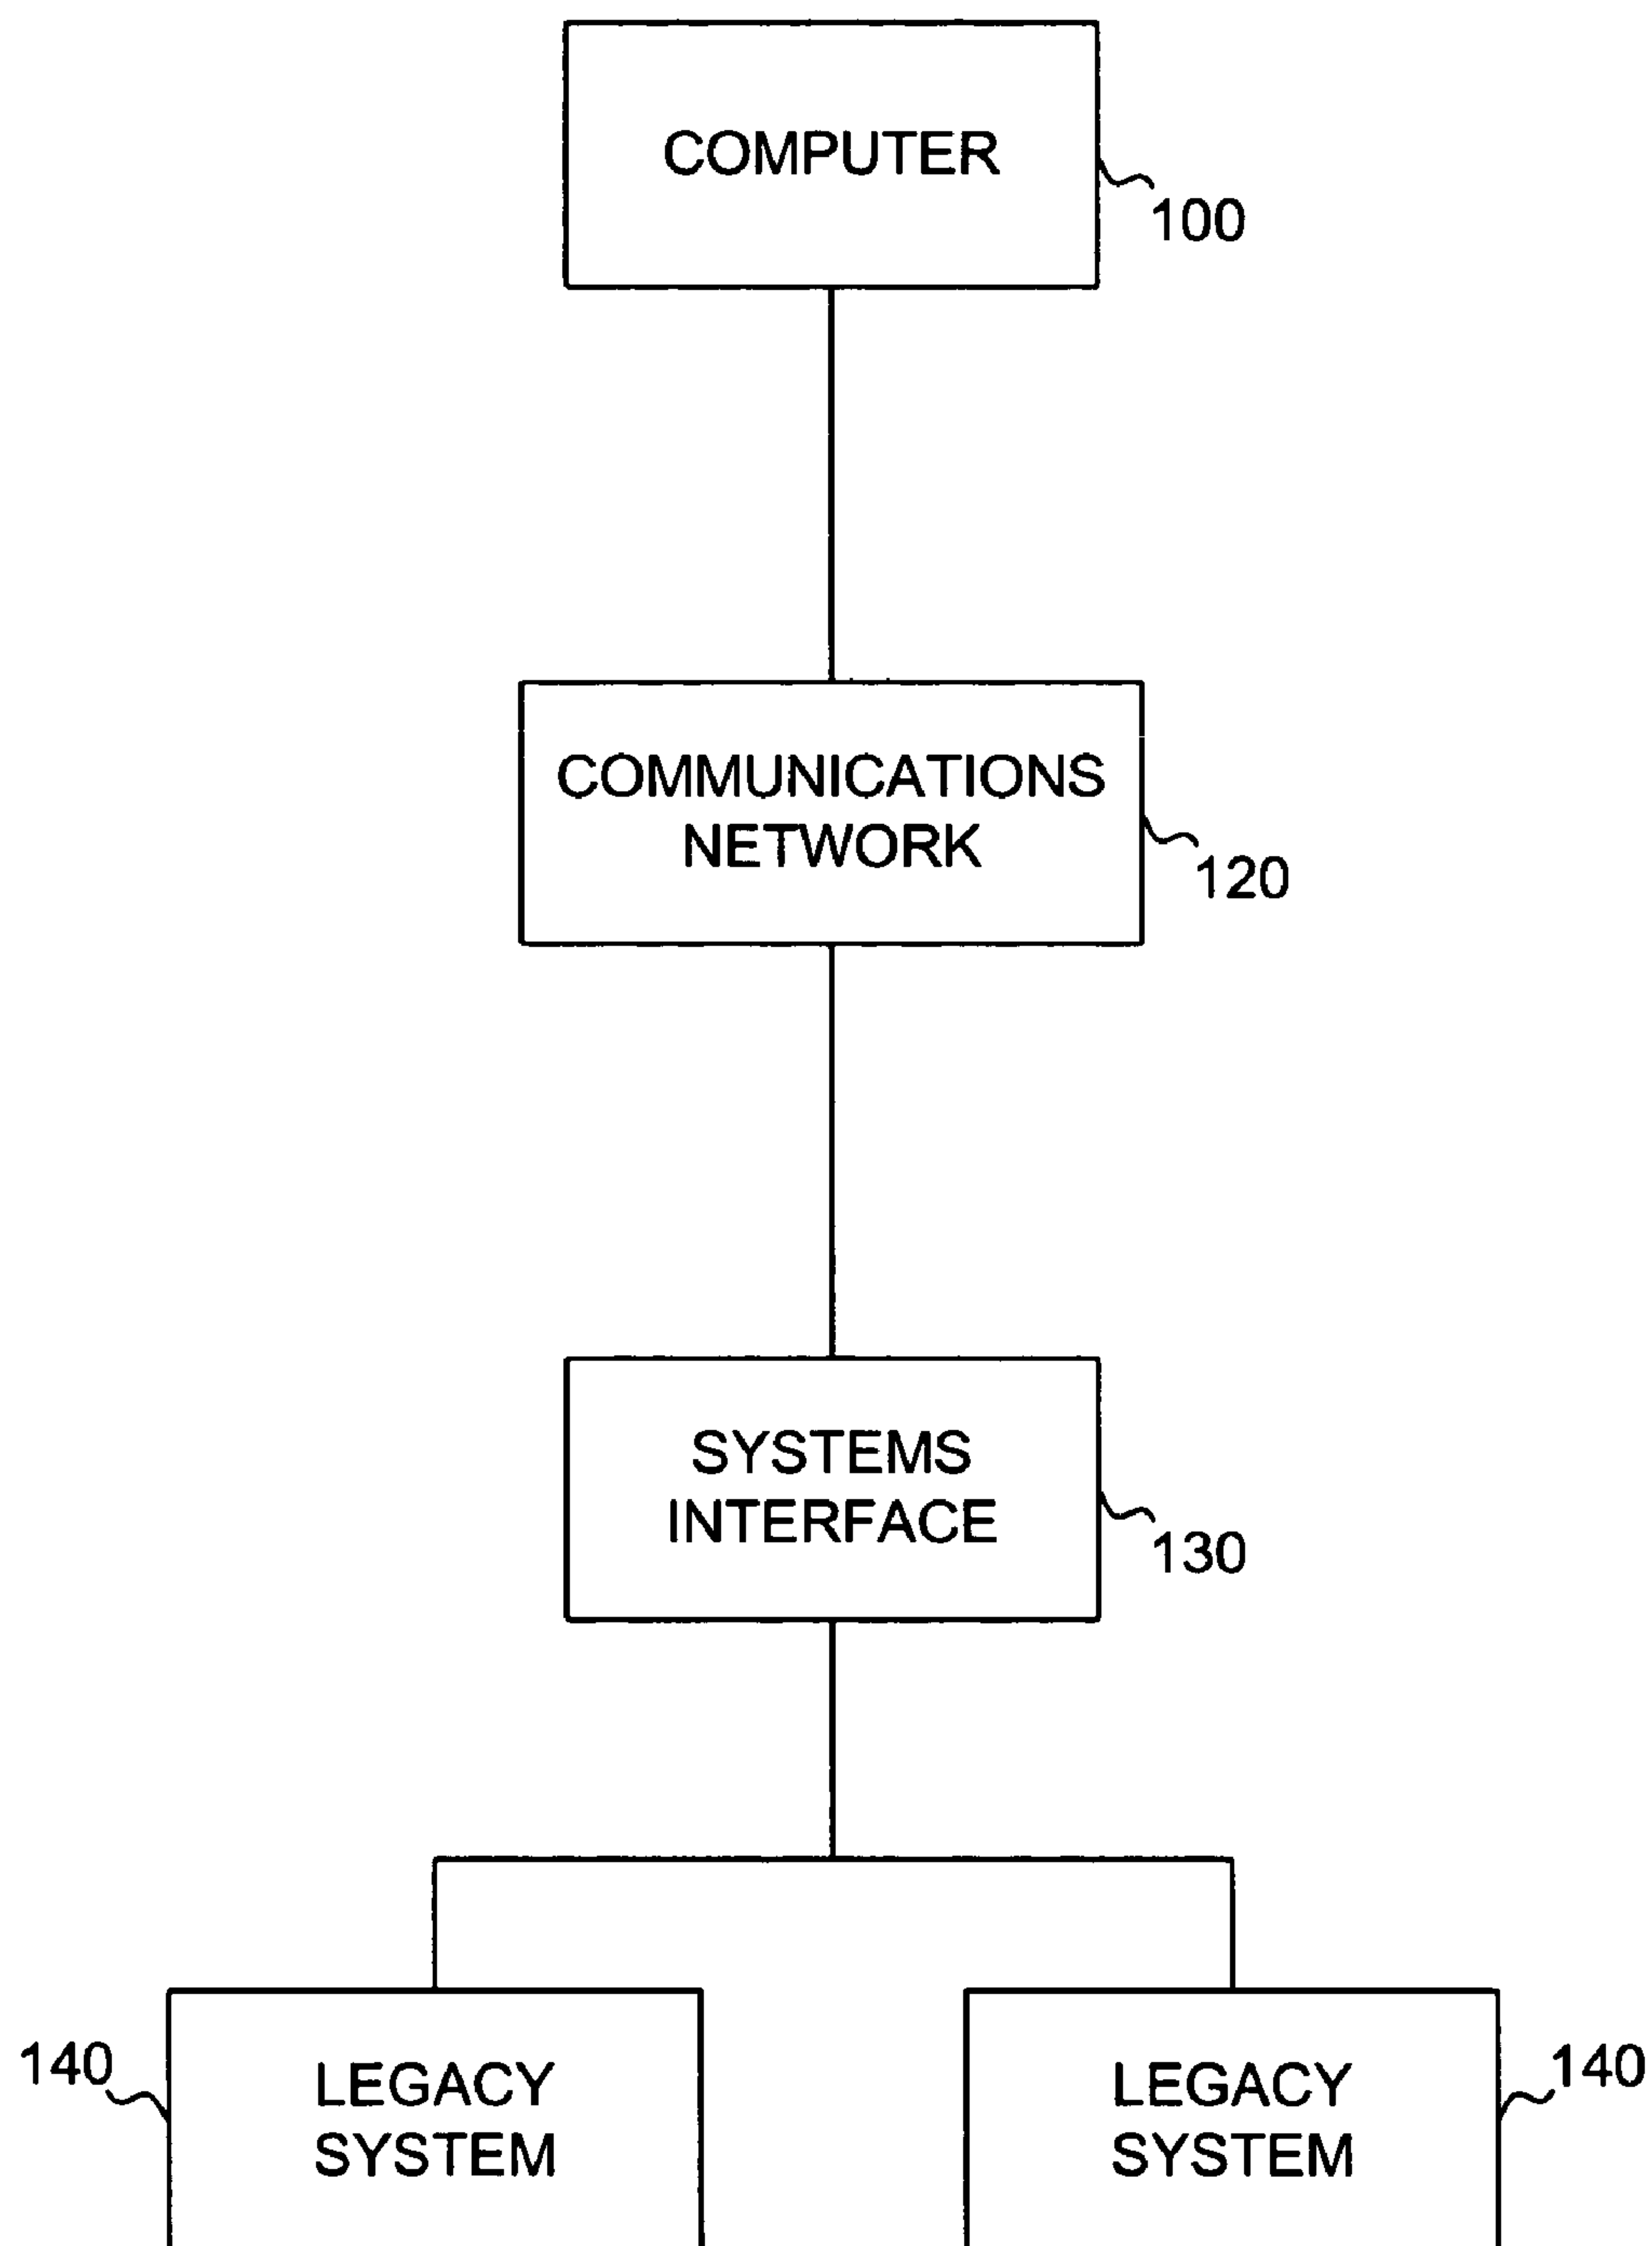 COMPUTER
100
COMMUNICATIONS
NETWORK
120
SYSTEMS
INTERFACE
130
140
LEGACY
SYSTEM
LEGACY
SYSTEM
140